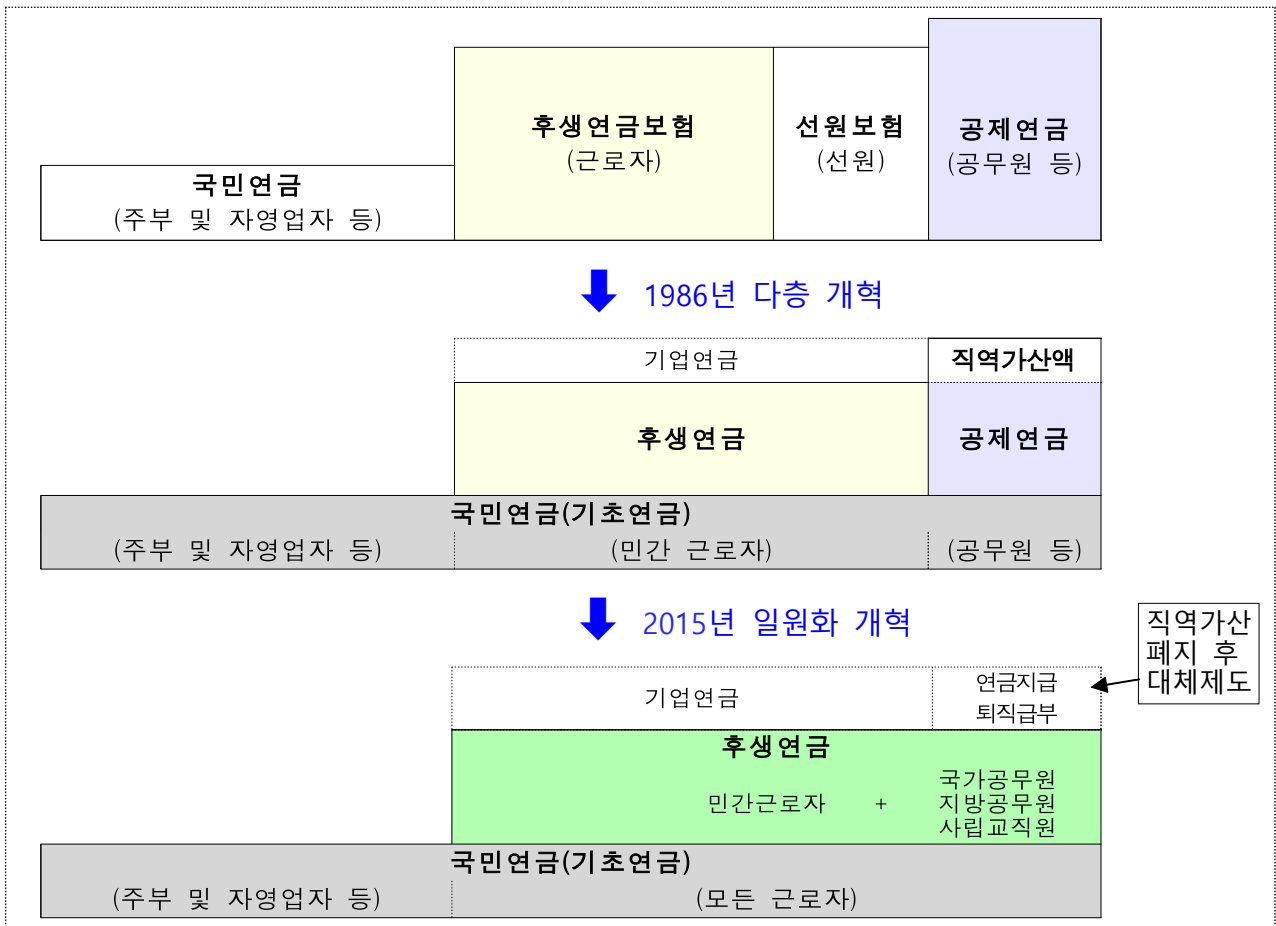 후생연금보험
(근로자)
선원보험
(선원)
공제연금
(공무원 등)
국민연금
(주부 및 자영업자 등)
1986년 다층 개혁
기업연금
직역가산액
후생연금
공제연금
국민연금(기초연금)
(주부 및 자영업자 등)
(민간 근로자)
(공무원 등)
2015년 일원화 개혁
직역가산
폐지 후
대체제도
기업연금
연금지급
퇴직급부
후생연금
민간근로자 +
국가공무원
지방공무원
사립교직원
국민연금(기초연금)
(주부 및 자영업자 등)
(모든 근로자)